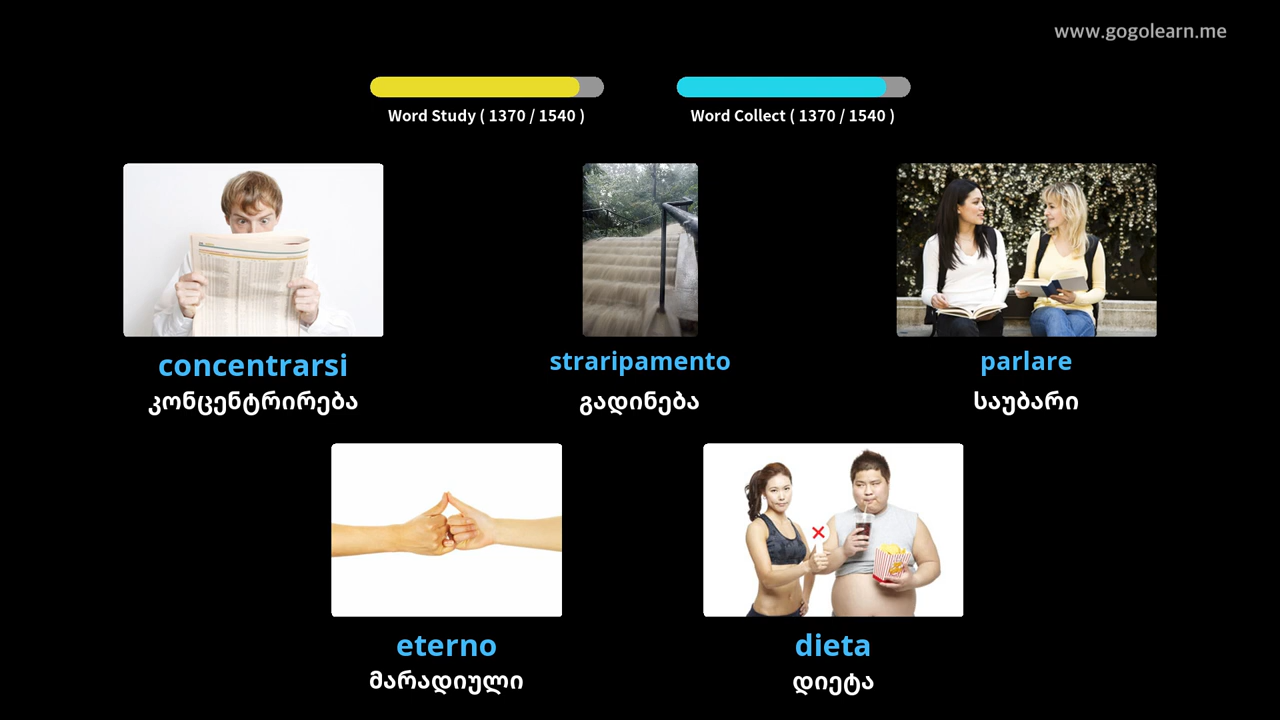 www.gogolearn.me
Word Study ( 1370 / 1540 )
Word Collect ( 1370 / 1540 )
concentrarsi
კონცენტრირება
straripamento
გადინება
parlare
საუბარი
eterno
მარადიული
dieta
დიეტა